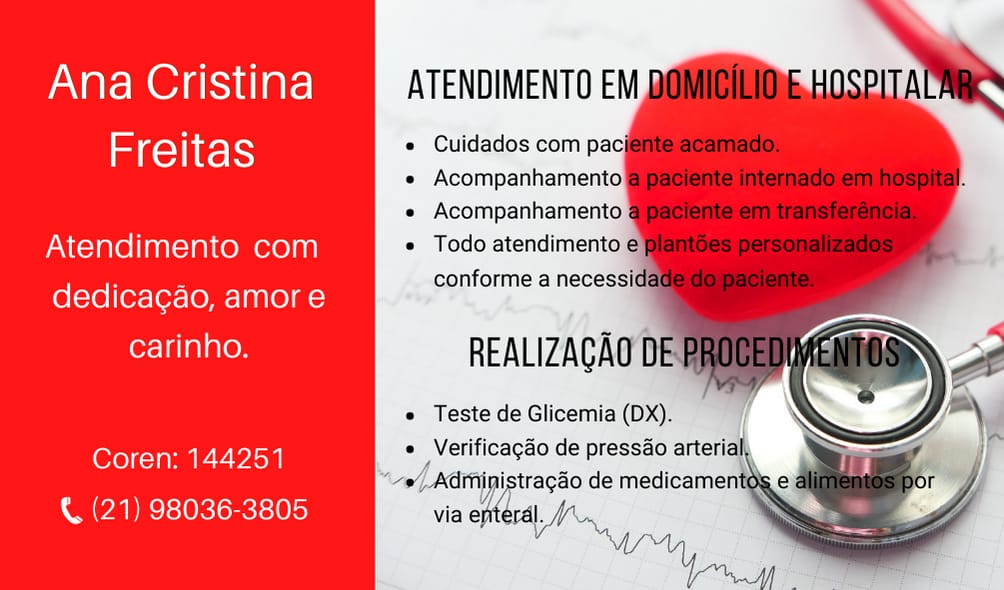 Ana Cristina
Freitas
Atendimento com
dedicação, amor e
carinho.
Coren: 144251
(21) 98036-3805
ATENDIMENTO EM DOMICÍLIO E HOSPITALAR
• Cuidados com paciente acamado.
• Acompanhamento a paciente internado em hospital.
• Acompanhamento a paciente em transferência.
• Todo atendimento e plantões personalizados
conforme a necessidade do paciente.
REALIZAÇÃO DE PROCEDIMENTOS
• Teste de Glicemia (DX).
• Verificação de pressão arterial.
• Administração de medicamentos e alimentos por
via enteral.